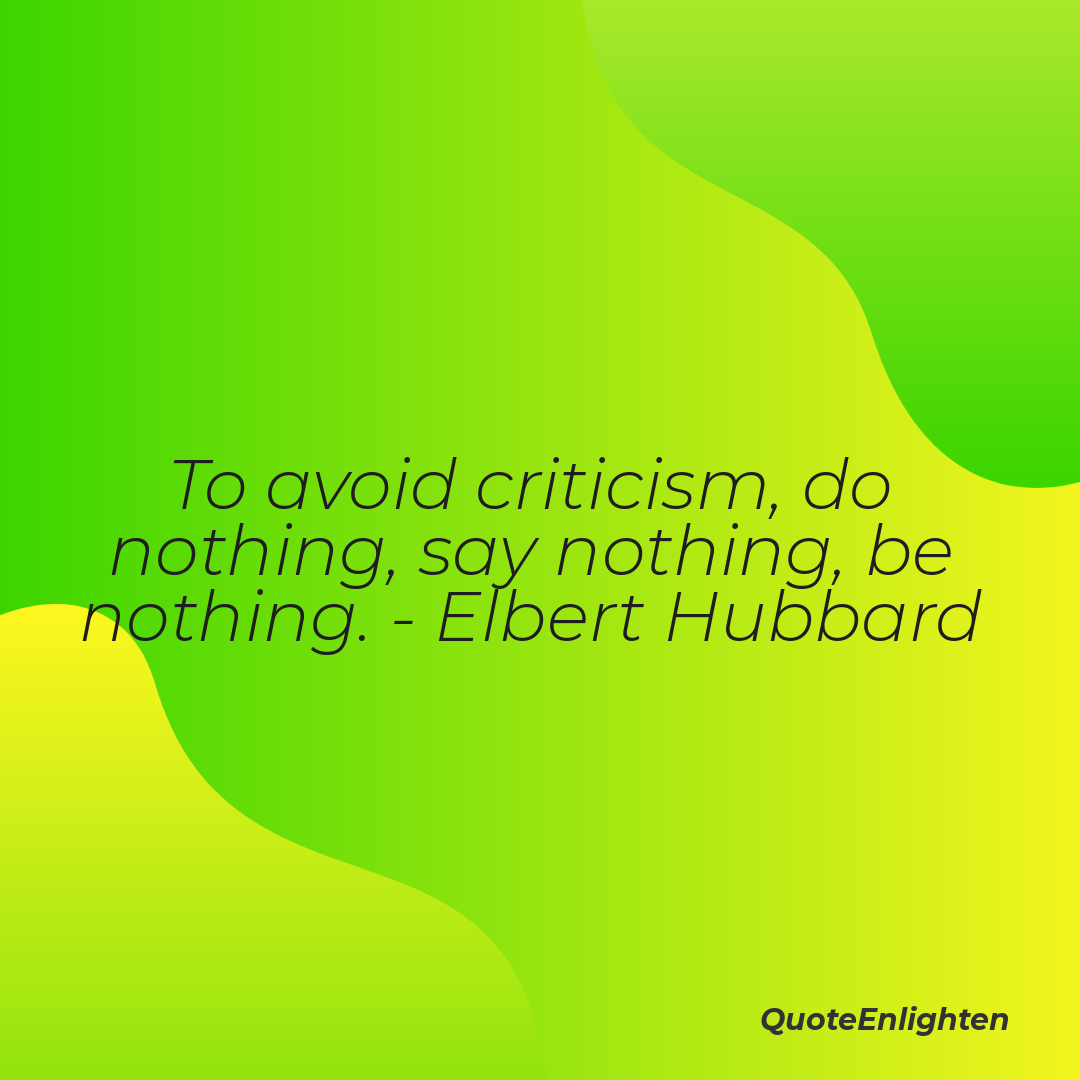 To avoid criticism, do
nothing, say nothing, be
nothing. - Elbert Hubbard
QuoteEnlighten